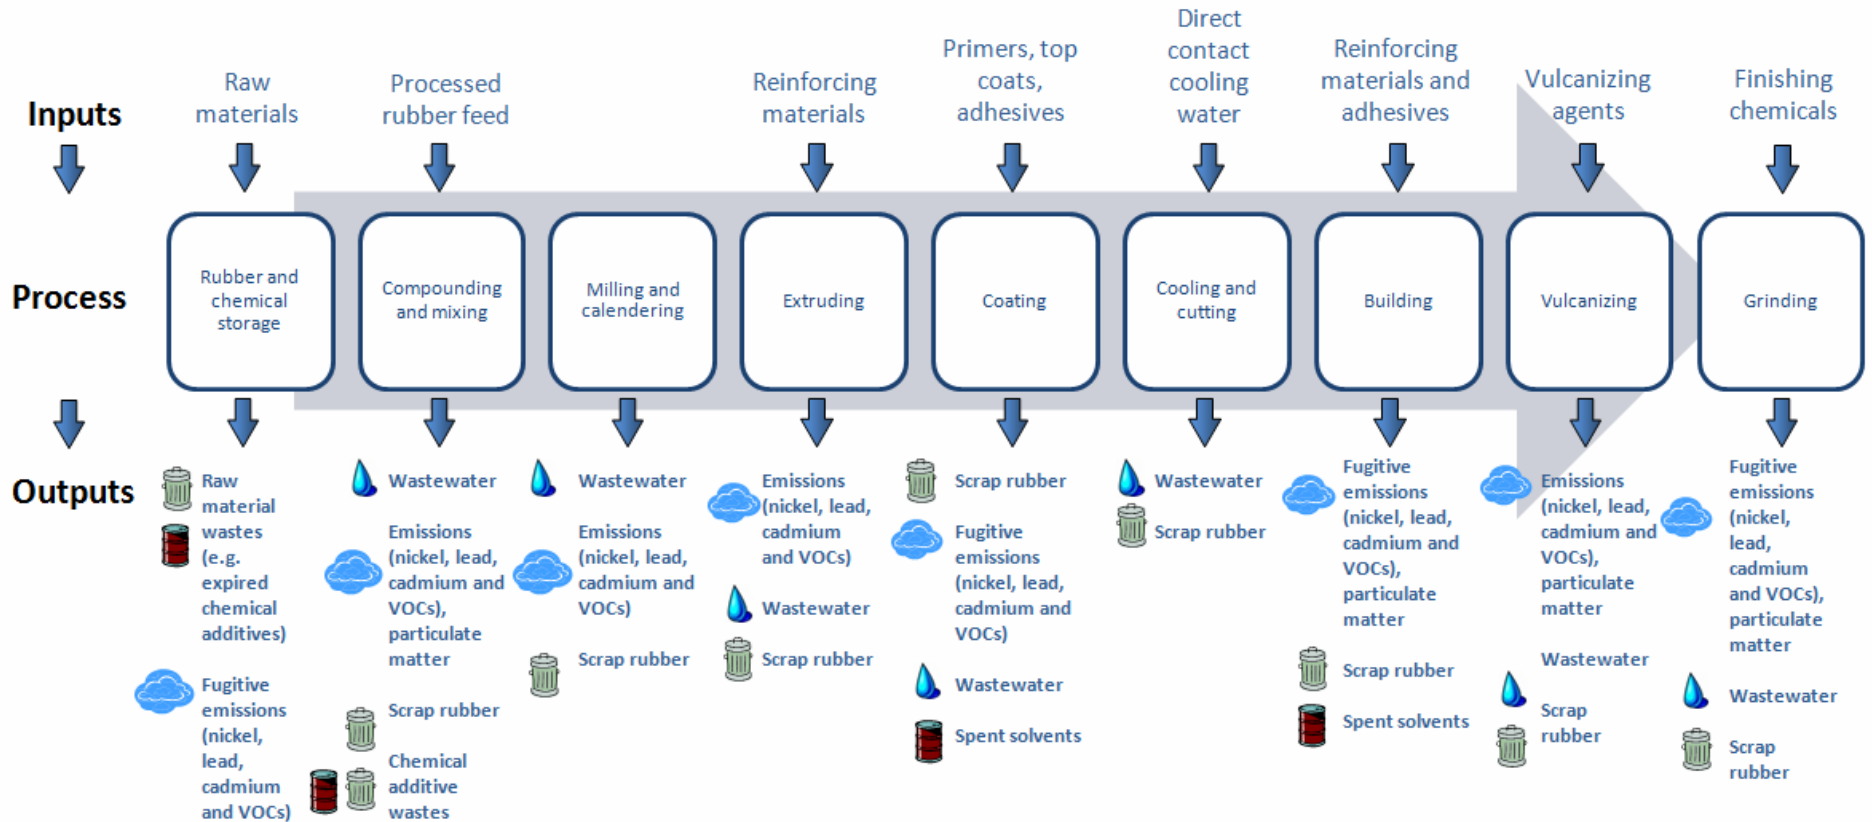 Inputs
Raw
materials
Processed
rubber feed
Reinforcing
materials
Primers, top
coats,
adhesives
Direct
contact
cooling
water
Reinforcing
materials and
adhesives
Vulcanizing
agents
Finishing
chemicals
Process
Rubber and
chemical
storage
Compounding
and mixing
Milling and
calendering
Extruding
Coating
Cooling and
cutting
Building
Vulcanizing
Grinding
Outputs
Raw
material
wastes
(e.g.
expired
chemical
additives)
Fugitive
emissions
(nickel,
lead,
cadmium
and VOCs)
Wastewater
Emissions
(nickel, lead,
cadmium and
VOCs),
particulate
matter
Scrap rubber
Chemical
additive
wastes
Wastewater
Emissions
(nickel, lead,
cadmium and
VOCs)
Scrap rubber
Emissions
(nickel, lead,
cadmium
and VOCs)
Wastewater
Scrap rubber
Scrap rubber
Fugitive
emissions
(nickel, lead,
cadmium and
VOCs)
Wastewater
Spent solvents
Wastewater
Scrap rubber
Fugitive
emissions
(nickel, lead,
cadmium and
VOCs),
particulate
matter
Scrap rubber
Spent solvents
Emissions
(nickel, lead,
cadmium and
VOCs),
particulate
matter
Wastewater
Scrap
rubber
Fugitive
emissions
(nickel,
lead,
cadmium
and VOCs),
particulate
matter
Wastewater
Scrap
rubber